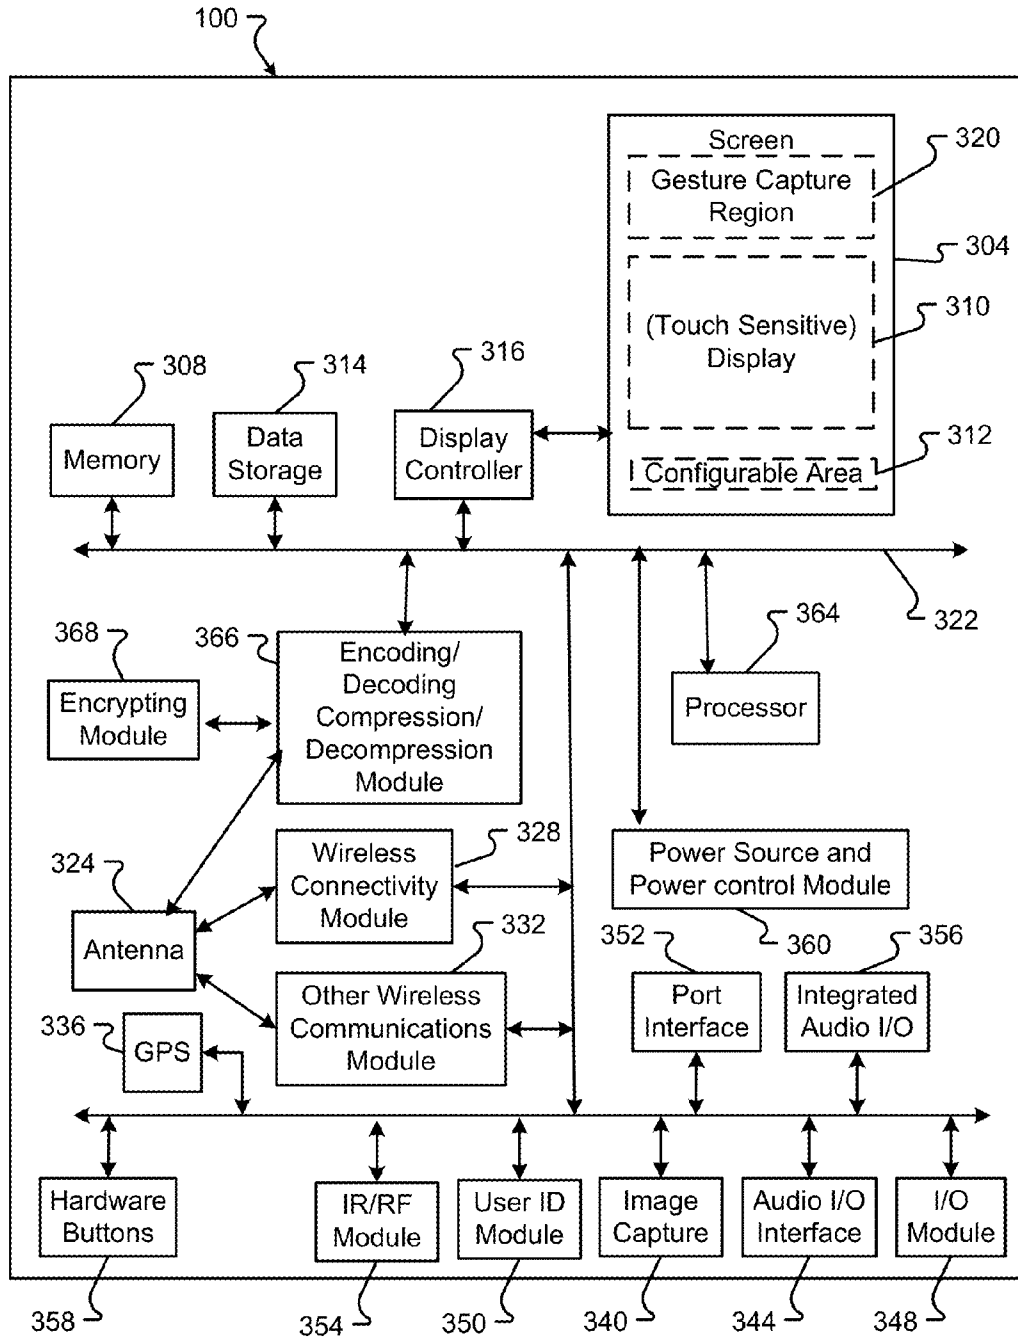 100
Screen
320
Gesture Capture
Region
304
310
(Touch Sensitive)
Display
308
314
316
312
Memory
Data
Storage
Display
Controller
Configurable Area
322
368
366
364
Encrypting
Module
Encoding/
Decoding
Compression/
Decompression
Module
Processor
324
328
Wireless
Connectivity
Module
Power Source and
Power control Module
Antenna
332
352
360
356
Other Wireless
Communications
Module
Port
Interface
Integrated
Audio I/O
336
GPS
Hardware
Buttons
IR/RF
Module
User ID
Module
Image
Capture
Audio I/O
Interface
I/O
Module
358
354
350
340
344
348